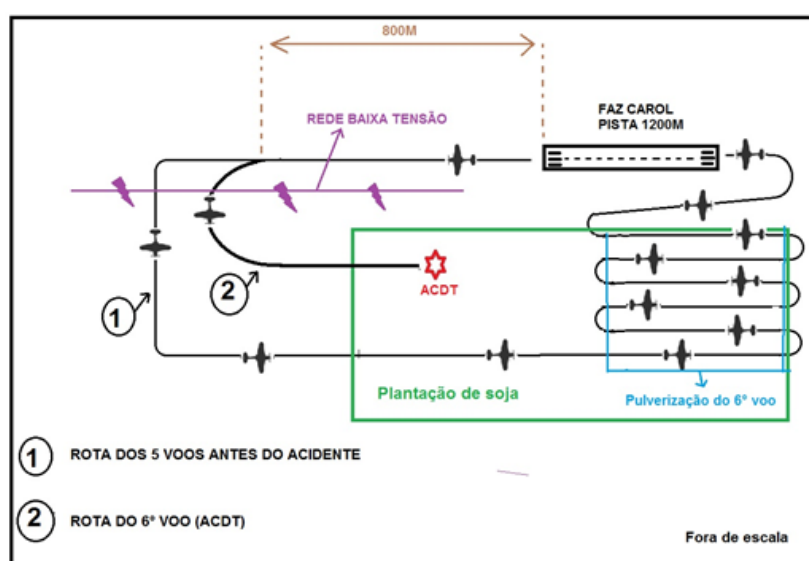 800M
REDE BAIXA TENSÃO
FAZ CAROL
PISTA 1200M
1
2
ACDT
Plantação de soja
Pulverização do 6º voo
1 ROTA DOS 5 VOOS ANTES DO ACIDENTE
2 ROTA DO 6º VOO (ACDT)
Fora de escala